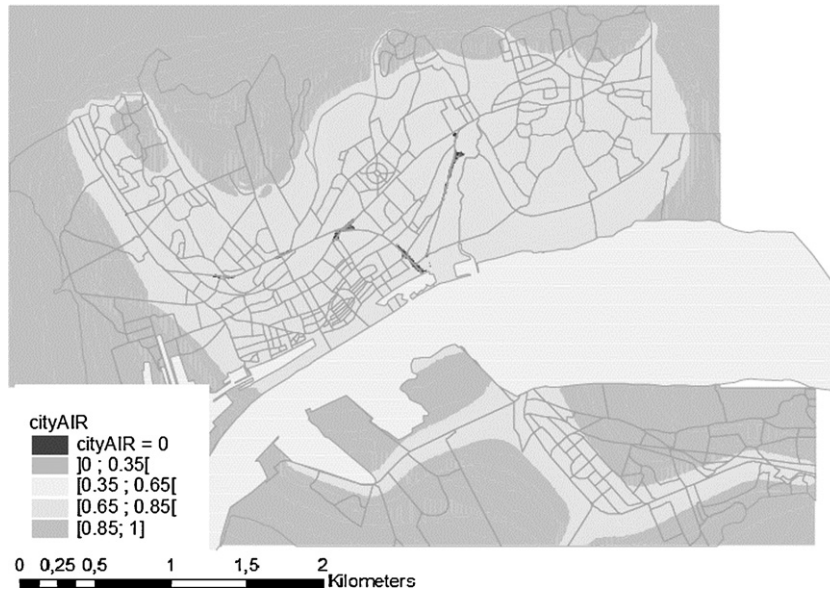 cityAIR
cityAIR = 0
]0 ; 0.35[
[0.35 ; 0.65[
[0.65 ; 0.85[
[0.85; 1]
0 0,25 0,5 1 1,5 2
Kilometers